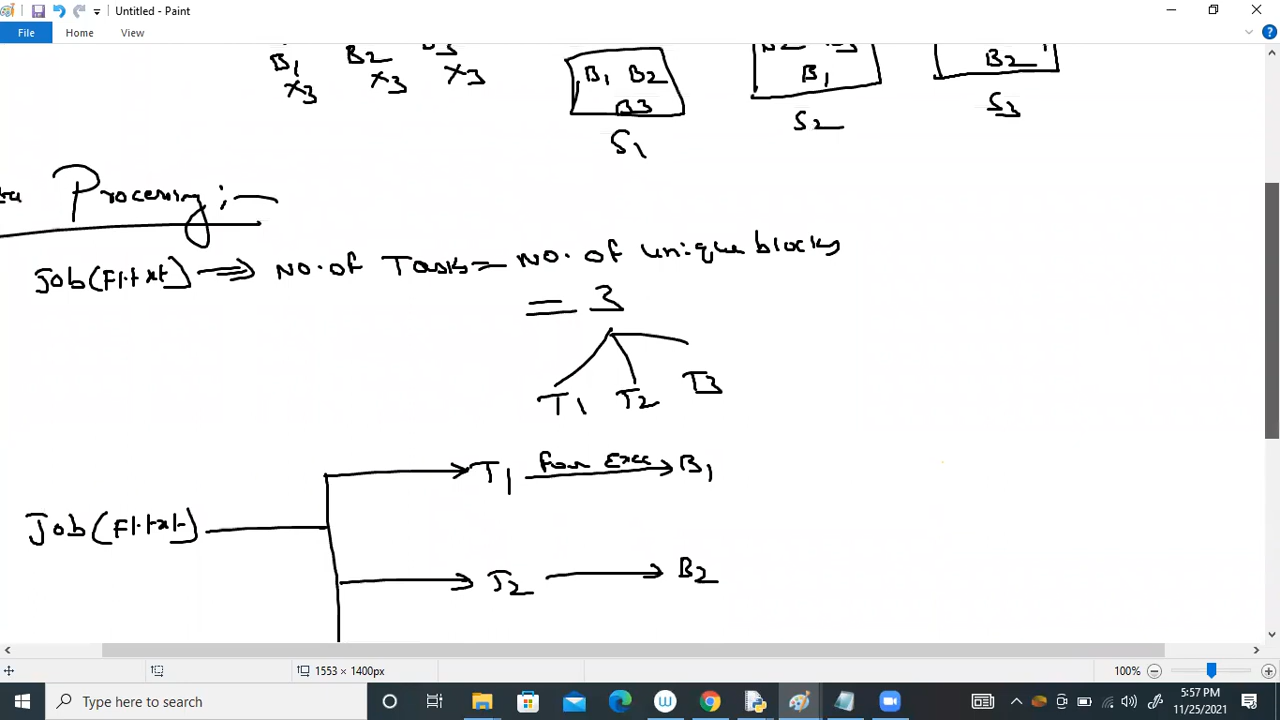 Untitled - Paint
File Home View
B1 B2
x3 x3 x3
B1 B2
B3
S1
B1
S2
B2
S3
Processing :-
Job(F1.txt) => No. of Tasks = No. of unique blocks
= 3
T1 T2 T3
T1 for Exec B1
Job(F1.txt)
T2 B2
1553 × 1400px
100%
Type here to search
5:57 PM
11/25/2021